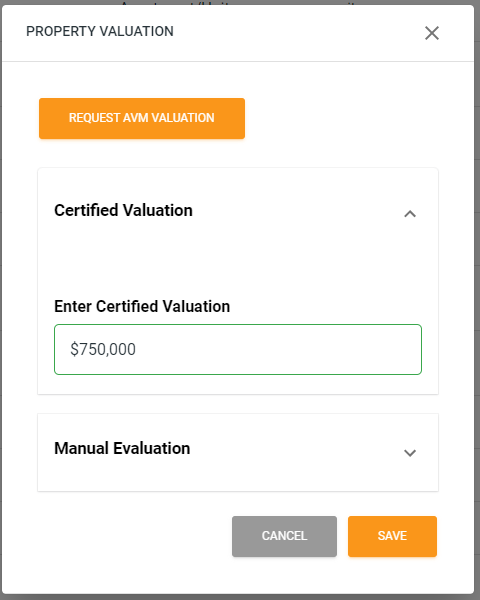 PROPERTY VALUATION
REQUEST AVM VALUATION
Certified Valuation
Enter Certified Valuation
$750,000
Manual Evaluation
CANCEL
SAVE